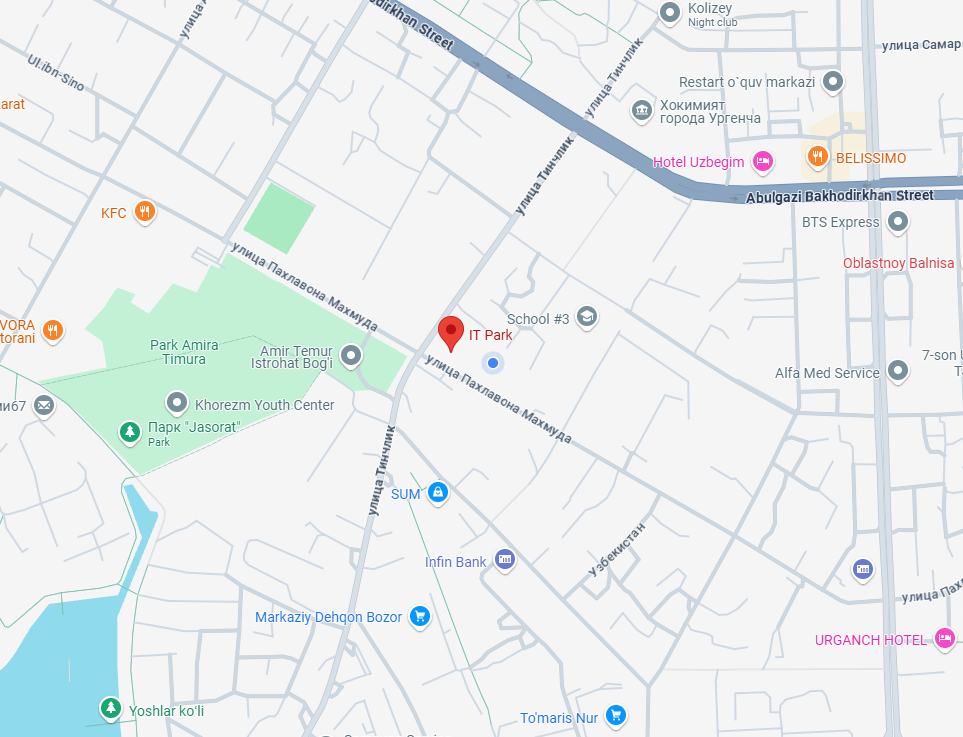 Kolizey
Night club
улица Самар
Bakhodirkhan Street
улица
Ul.ibn-Sino
улица Тинчлик
Restart o`quv markazi
arat
Хокимият
города Ургенча
улица Тинчлик
Hotel Uzbegim
BELISSIMO
Abulgazi Bakhodirkhan Street
KFC
BTS Express
улица Пахлавона Махмуда
Oblastnoy Balnisa
School #3
VORA
torani
IT Park
Park Amira
Timura
Amir Temur
Istrohat Bog'i
7-son U
Ta
улица Пахлавона Махмуда
Alfa Med Service
Khorezm Youth Center
ми67
Парк "Jasorat"
Park
улица Тинчлик
SUM
Узбекистан
Infin Bank
улица Пах
Markaziy Dehqon Bozor
URGANCH HOTEL
Yoshlar ko'li
To'maris Nur